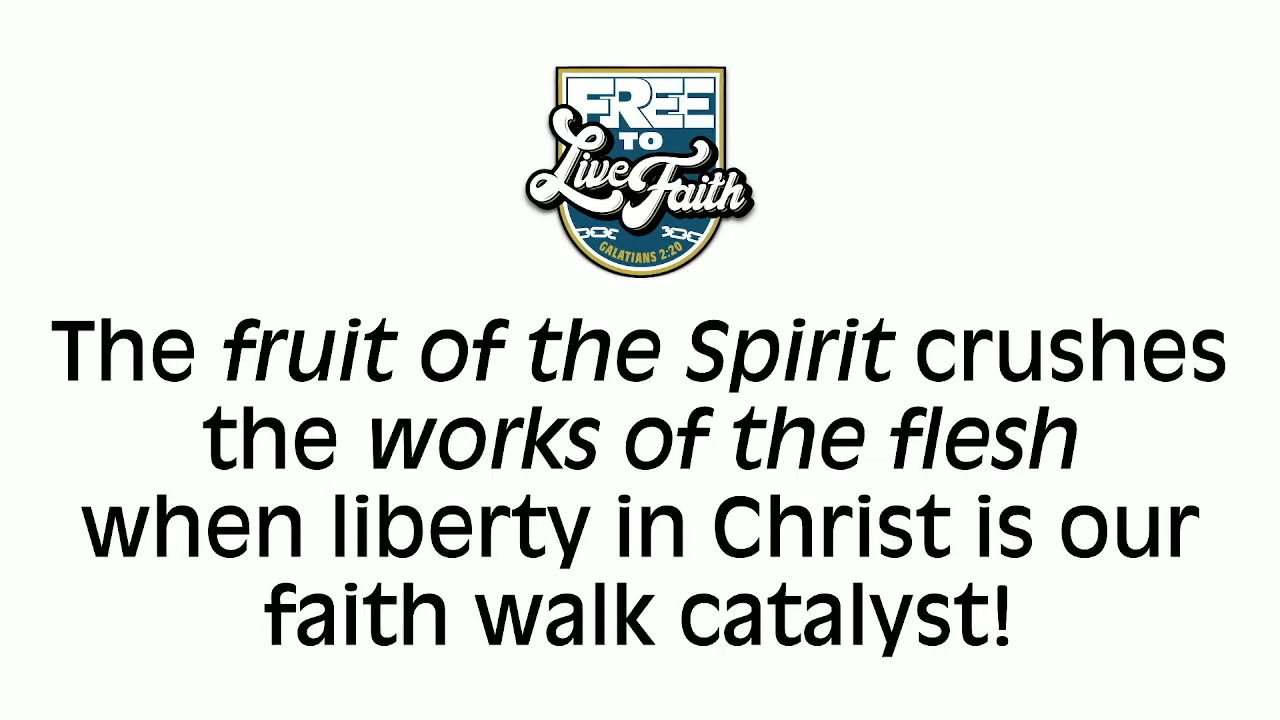 FREE
TO
Live Faith
GALATIANS 2:20
The fruit of the Spirit crushes
the works of the flesh
when liberty in Christ is our
faith walk catalyst!